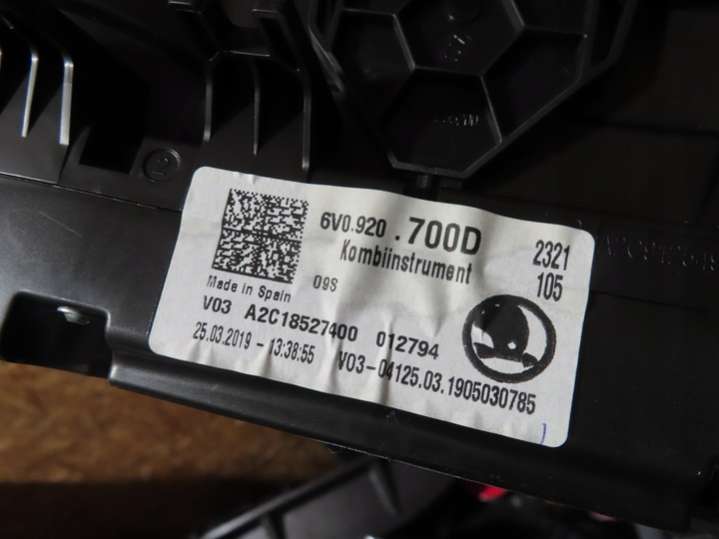 6V0.920 .700D 2321
Kombiinstrument 105
Made in Spain 09S
V03 A2C18527400 012794
25.03.2019 - 13:38:55 V03-04125.03.1905030785